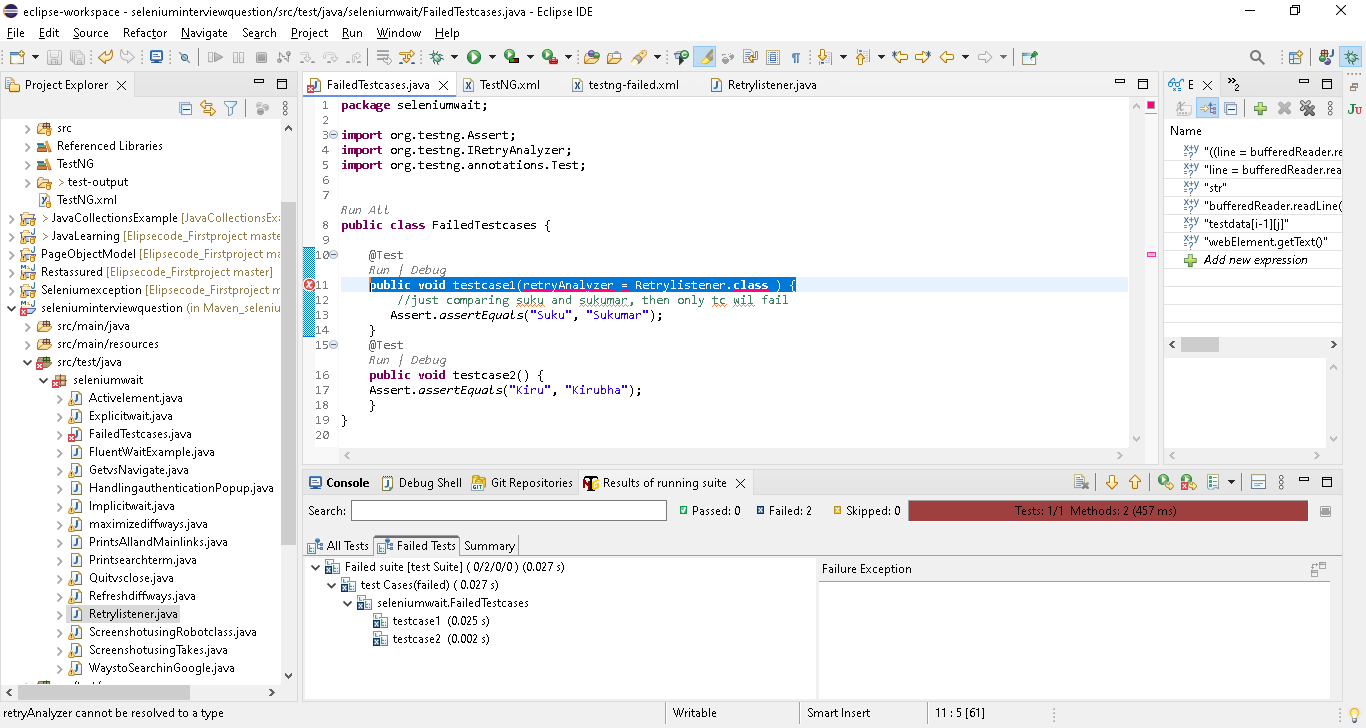 eclipse-workspace - seleniuminterviewquestion/src/test/java/seleniumwait/FailedTestcases.java - Eclipse IDE
File Edit Source Refactor Navigate Search Project Run Window Help
Project Explorer
src
Referenced Libraries
TestNG
> test-output
TestNG.xml
> JavaCollectionsExample [JavaCollectionsEx
> JavaLearning [Elipsecode_Firstproject maste
PageObjectModel [Elipsecode_Firstproject ma
Restassured [Elipsecode_Firstproject master]
Seleniumexception [Elipsecode_Firstproject
seleniuminterviewquestion (in Maven_seleniu
src/main/java
src/main/resources
src/test/java
seleniumwait
Activelement.java
Explicitwait.java
FailedTestcases.java
FluentWaitExample.java
GetvsNavigate.java
HandlingauthenticationPopup.java
Implicitwait.java
maximizediffways.java
PrintsAllandMainlinks.java
Printsearchterm.java
Quitvsclose.java
Refreshdiffways.java
Retrylistener.java
ScreenshotusingRobotclass.java
ScreenshotusingTakes.java
WaystoSearchinGoogle.java
FailedTestcases.java TestNG.xml testng-failed.xml Retrylistener.java
1 package seleniumwait;
2
3 import org.testng.Assert;
4 import org.testng.IRetryAnalyzer;
5 import org.testng.annotations.Test;
6
7
Run All
8 public class FailedTestcases {
9
10 @Test
Run | Debug
11 public void testcase1(retryAnalyzer = Retrylistener.class ) {
12 //just comparing suku and sukumar, then only tc wil fail
13 Assert.assertEquals("Suku", "Sukumar");
14 }
15 @Test
Run | Debug
16 public void testcase2() {
17 Assert.assertEquals("Kiru", "Kirubha");
18 }
19 }
20
E
2
Name
"((line = bufferedReader.re
"line = bufferedReader.rea
"str"
"bufferedReader.readLine(
"testdata[i-1][j]"
"webElement.getText()"
Add new expression
Console Debug Shell Git Repositories Results of running suite
Search: Passed: 0 Failed: 2 Skipped: 0 Tests: 1/1 Methods: 2 (457 ms)
All Tests Failed Tests Summary
Failed suite [test Suite] ( 0/2/0/0 ) (0.027 s)
test Cases(failed) ( 0.027 s)
seleniumwait.FailedTestcases
testcase1 (0.025 s)
testcase2 (0.002 s)
Failure Exception
retryAnalyzer cannot be resolved to a type Writable Smart Insert 11 : 5 [61]